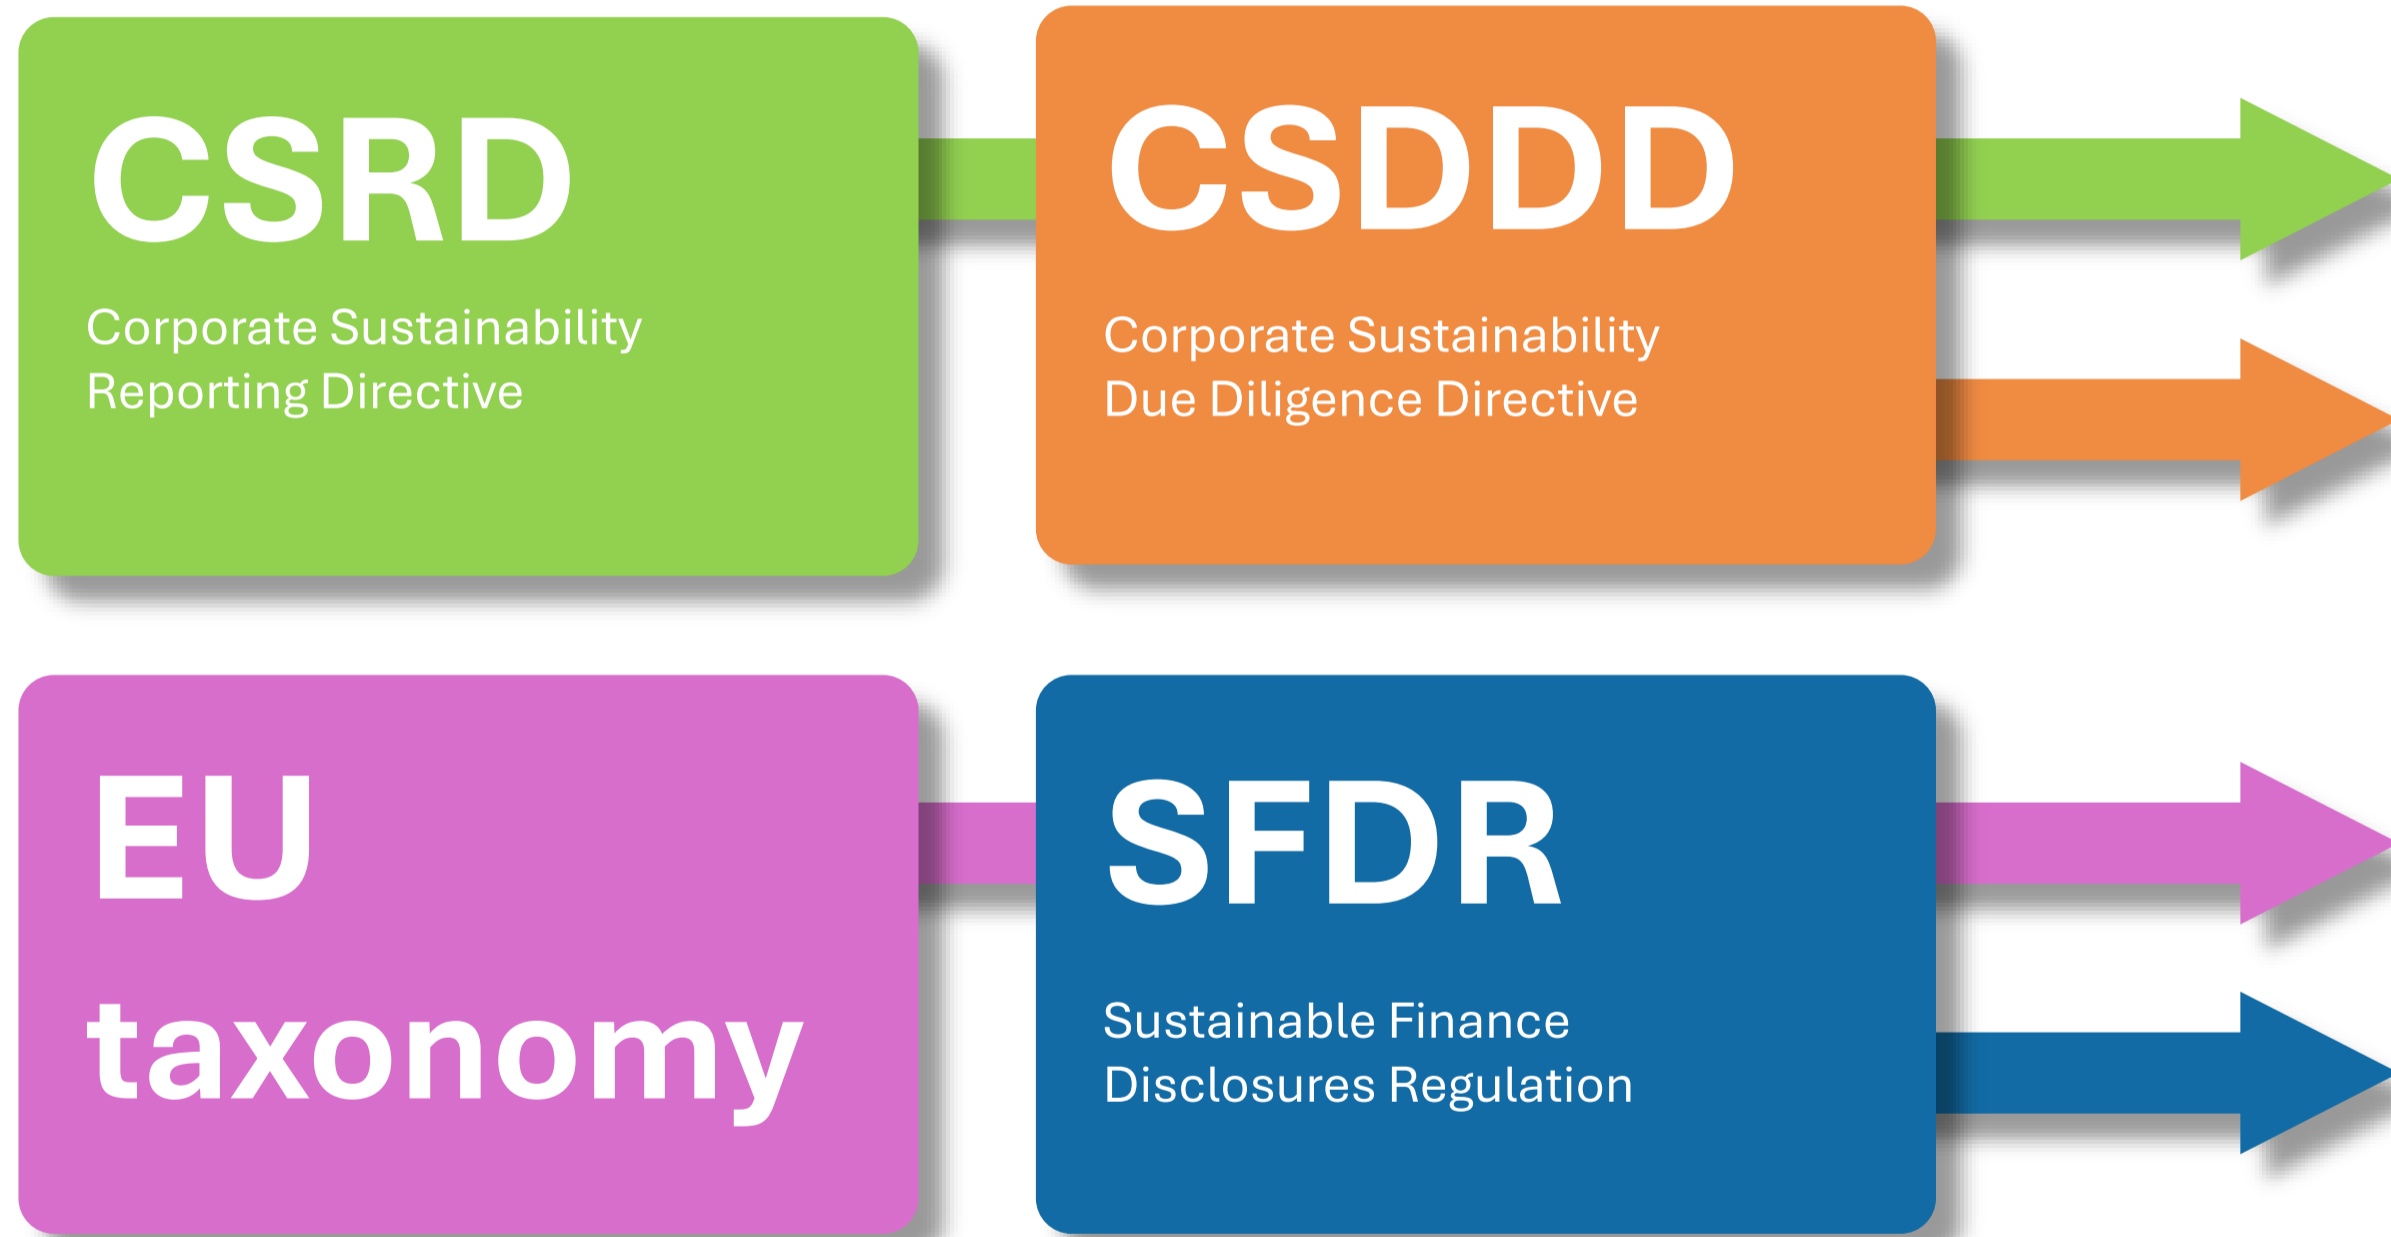 CSRD
Corporate Sustainability
Reporting Directive
CSDDD
Corporate Sustainability
Due Diligence Directive
EU
taxonomy
SFDR
Sustainable Finance
Disclosures Regulation